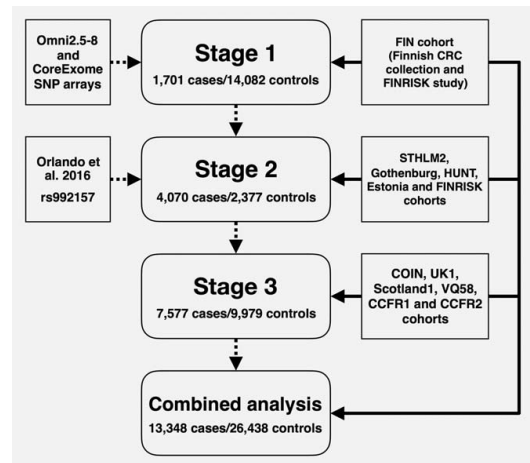 Omni2.5-8
and
CoreExome
SNP arrays
Stage 1
1,701 cases/14,082 controls
FIN cohort
(Finnish CRC
collection and
FINRISK study)
Orlando et
al. 2016
rs992157
Stage 2
4,070 cases/2,377 controls
STHLM2,
Gothenburg, HUNT,
Estonia and FINRISK
cohorts
Stage 3
7,577 cases/9,979 controls
COIN, UK1,
Scotland1, VQ58,
CCFR1 and CCFR2
cohorts
Combined analysis
13,348 cases/26,438 controls